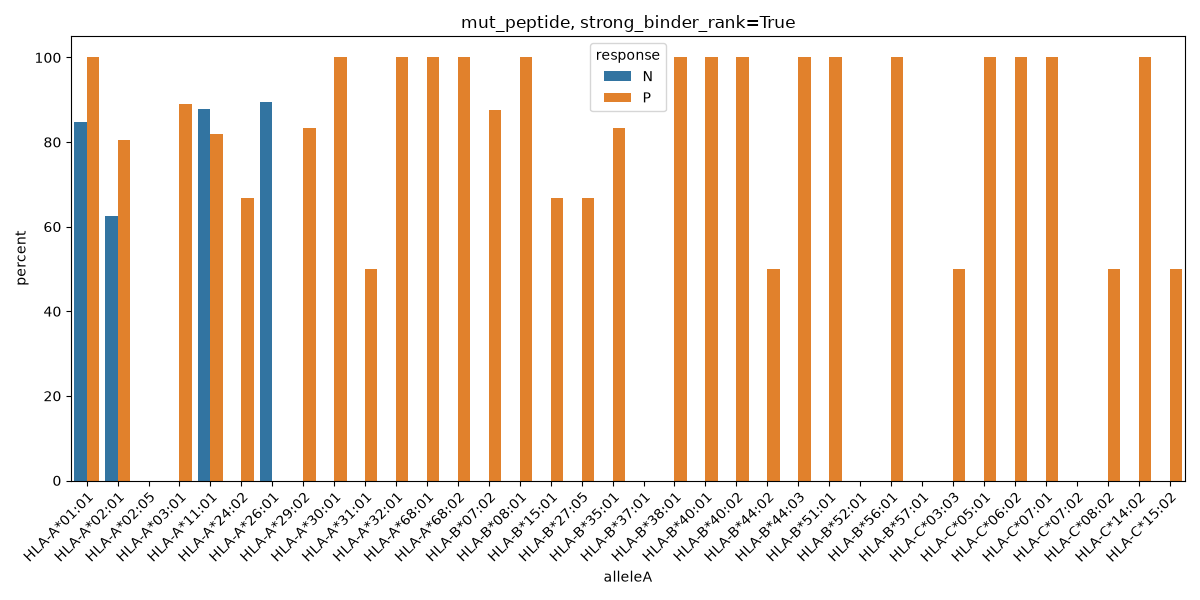 mut_peptide, strong_binder_rank=True
response
N
P
percent
100
80
60
40
20
0
HLA-A*01:01
HLA-A*02:01
HLA-A*02:05
HLA-A*03:01
HLA-A*11:01
HLA-A*24:02
HLA-A*26:01
HLA-A*29:02
HLA-A*30:01
HLA-A*31:01
HLA-A*32:01
HLA-A*68:01
HLA-A*68:02
HLA-B*07:02
HLA-B*08:01
HLA-B*15:01
HLA-B*27:05
HLA-B*35:01
HLA-B*37:01
HLA-B*38:01
HLA-B*40:01
HLA-B*40:02
HLA-B*44:02
HLA-B*44:03
HLA-B*51:01
HLA-B*52:01
HLA-B*56:01
HLA-B*57:01
HLA-C*03:03
HLA-C*05:01
HLA-C*06:02
HLA-C*07:01
HLA-C*07:02
HLA-C*08:02
HLA-C*14:02
HLA-C*15:02
alleleA